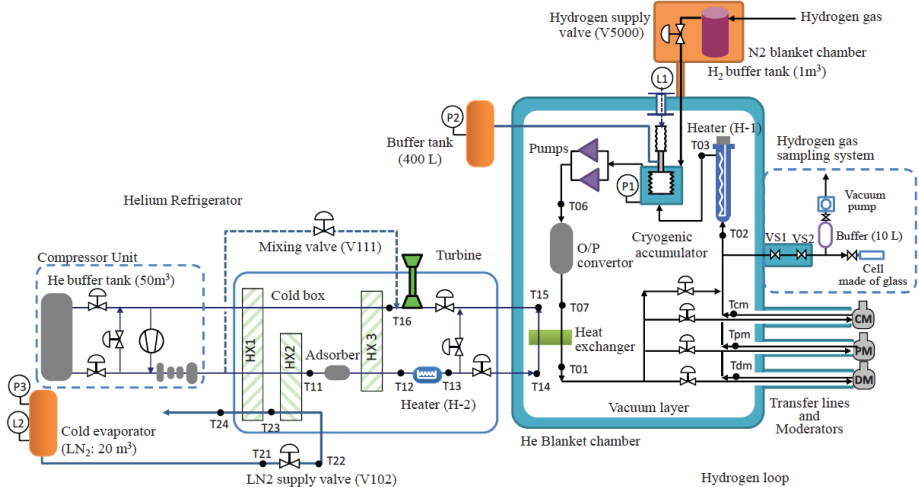 Hydrogen supply
valve (V5000)
Hydrogen gas
N2 blanket chamber
H2 buffer tank (1m³)
L1
P2
Buffer tank
(400 L)
Pumps
Heater (H-1)
T03
Hydrogen gas
sampling system
P1
T06
Vacuum
pump
Helium Refrigerator
T02
Mixing valve (V111)
O/P
convertor
Cryogenic
accumulator
VS1
VS2
Buffer (10 L)
Cell
made of glass
Compressor Unit
He buffer tank (50m³)
Turbine
Cold box
T16
T15
T07
Tcm
CM
HX1
HX2
HX 3
Heat
exchanger
Tpm
PM
Adsorber
T11
T12
T13
T14
T01
Tdm
DM
Heater (H-2)
Vacuum layer
Transfer lines
and
Moderators
P3
L2
Cold evaporator
(LN2: 20 m³)
T24
T23
He Blanket chamber
T21
T22
LN2 supply valve (V102)
Hydrogen loop